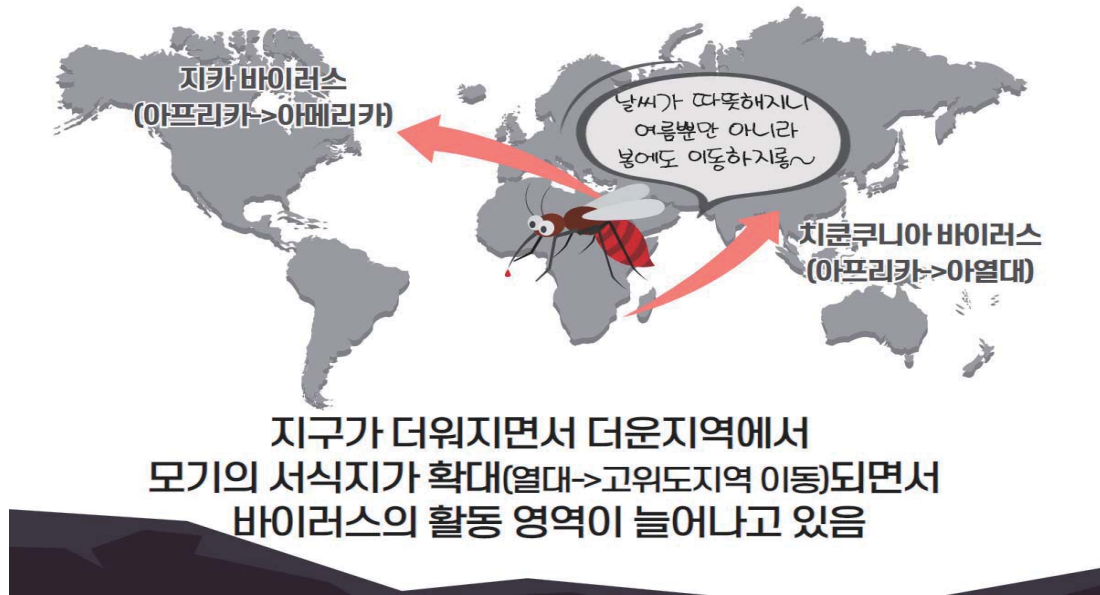 지카 바이러스
(아프리카->아메리카)
날씨가 따뜻해지니
여름뿐만 아니라
봄에도 이동하지롱~
치쿤쿠니아 바이러스
(아프리카->아열대)
지구가 더워지면서 더운지역에서
모기의 서식지가 확대(열대->고위도지역 이동)되면서
바이러스의 활동 영역이 늘어나고 있음